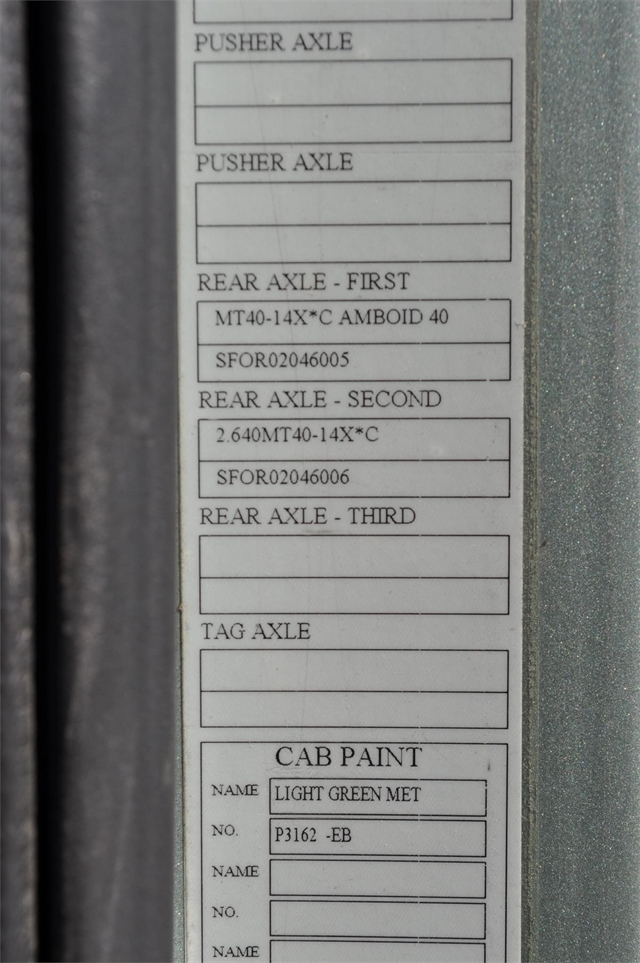 PUSHER AXLE
PUSHER AXLE
REAR AXLE - FIRST
MT40-14X*C AMBOID 40
SFOR02046005
REAR AXLE - SECOND
2.640MT40-14X*C
SFOR02046006
REAR AXLE - THIRD
TAG AXLE
CAB PAINT
NAME LIGHT GREEN MET
NO. P3162 -EB
NAME
NO.
NAME